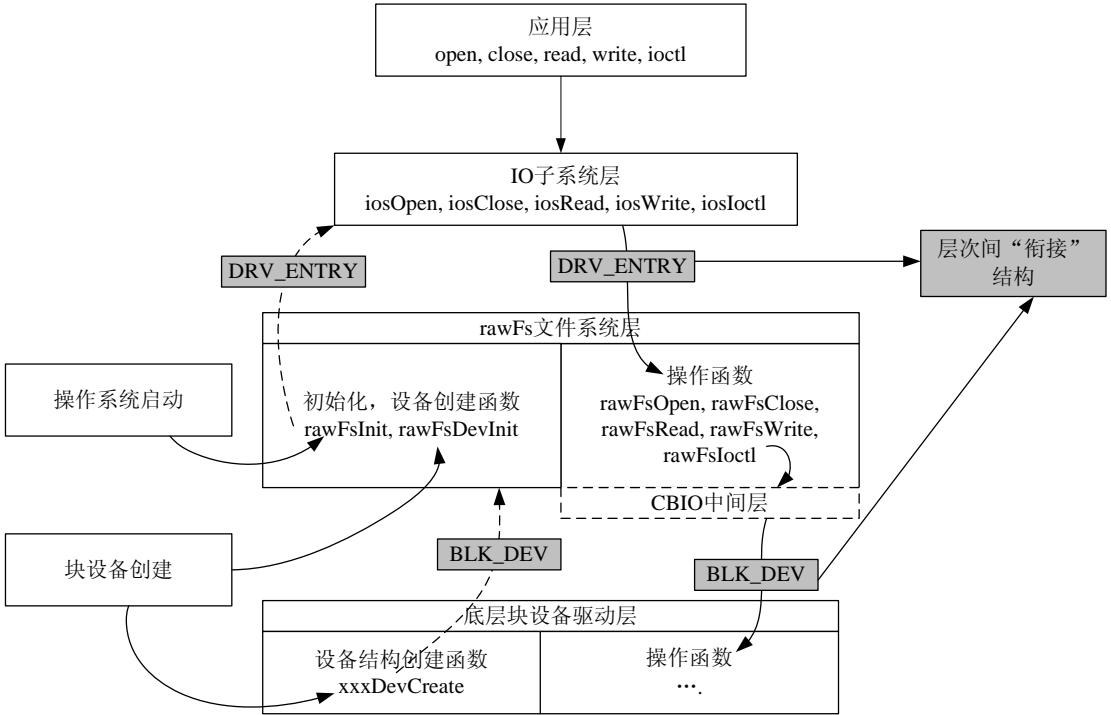 应用层
open, close, read, write, ioctl
IO子系统层
iosOpen, iosClose, iosRead, iosWrite, iosIoctl
DRV_ENTRY
DRV_ENTRY
层次间“衔接”
结构
rawFs文件系统层
操作系统启动
初始化，设备创建函数
rawFsInit, rawFsDevInit
操作函数
rawFsOpen, rawFsClose,
rawFsRead, rawFsWrite,
rawFsIoctl
CBIO中间层
块设备创建
BLK_DEV
BLK_DEV
底层块设备驱动层
设备结构创建函数
xxxDevCreate
操作函数
….